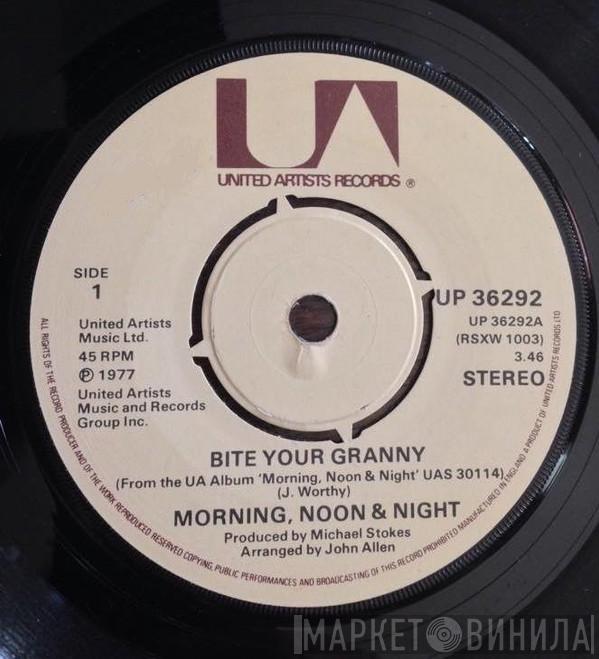 UA
UNITED ARTISTS RECORDS ®
SIDE
1
United Artists
Music Ltd.
45 RPM
Ⓟ 1977
United Artists
Music and Records
Group Inc.
UP 36292
UP 36292A
(RSXW 1003)
3.46
STEREO
BITE YOUR GRANNY
(From the UA Album 'Morning, Noon & Night' UAS 30114)
(J. Worthy)
MORNING, NOON & NIGHT
Produced by Michael Stokes
Arranged by John Allen
ALL RIGHTS OF THE RECORD PRODUCER AND OF THE WORK REPRODUCED RESERVED COPYING, PUBLIC PERFORMANCES AND BROADCASTING OF THIS RECORD PROHIBITED MANUFACTURED IN ENGLAND A PRODUCT OF UNITED ARTISTS RECORDS LTD
МАРКЕТ ВИНИЛА!